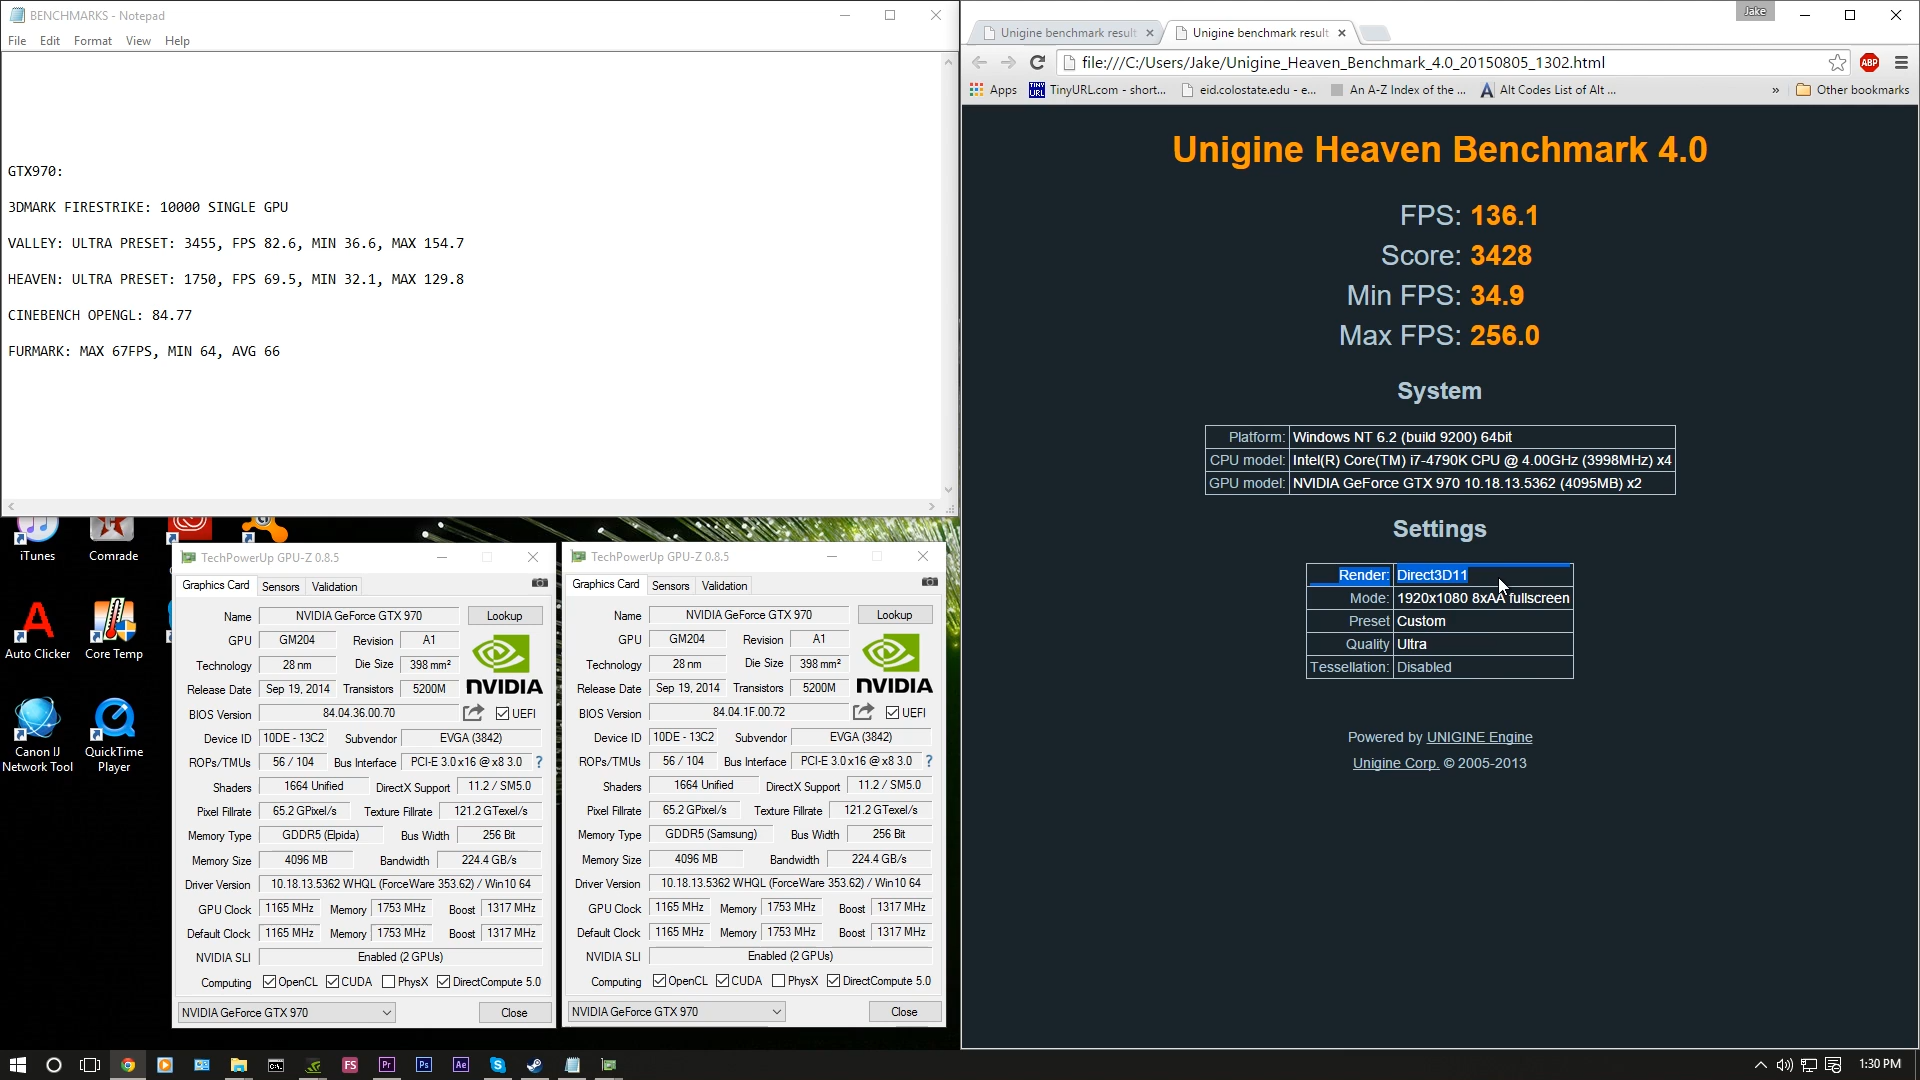 BENCHMARKS - Notepad
File Edit Format View Help
GTX970:
3DMARK FIRESTRIKE: 10000 SINGLE GPU
VALLEY: ULTRA PRESET: 3455, FPS 82.6, MIN 36.6, MAX 154.7
HEAVEN: ULTRA PRESET: 1750, FPS 69.5, MIN 32.1, MAX 129.8
CINEBENCH OPENGL: 84.77
FURMARK: MAX 67FPS, MIN 64, AVG 66
Jake
Unigine benchmark result
Unigine benchmark result
file:///C:/Users/Jake/Unigine_Heaven_Benchmark_4.0_20150805_1302.html
ABP
Apps TINY URL TinyURL.com - short... eid.colostate.edu - e... An A-Z Index of the ... Alt Codes List of Alt ... » Other bookmarks
Unigine Heaven Benchmark 4.0
FPS: 136.1
Score: 3428
Min FPS: 34.9
Max FPS: 256.0
System
Platform: Windows NT 6.2 (build 9200) 64bit
CPU model: Intel(R) Core(TM) i7-4790K CPU @ 4.00GHz (3998MHz) x4
GPU model: NVIDIA GeForce GTX 970 10.18.13.5362 (4095MB) x2
Settings
Render: Direct3D11
Mode: 1920x1080 8xAA fullscreen
Preset Custom
Quality Ultra
Tessellation: Disabled
Powered by UNIGINE Engine
Unigine Corp. © 2005-2013
iTunes
Comrade
Auto Clicker
Core Temp
Canon IJ
Network Tool
QuickTime
Player
TechPowerUp GPU-Z 0.8.5
Graphics Card Sensors Validation
Name NVIDIA GeForce GTX 970 Lookup
GPU GM204 Revision A1
Technology 28 nm Die Size 398 mm²
Release Date Sep 19, 2014 Transistors 5200M
NVIDIA
BIOS Version 84.04.36.00.70 UEFI
Device ID 10DE - 13C2 Subvendor EVGA (3842)
ROPs/TMUs 56 / 104 Bus Interface PCI-E 3.0 x16 @ x8 3.0 ?
Shaders 1664 Unified DirectX Support 11.2 / SM5.0
Pixel Fillrate 65.2 GPixel/s Texture Fillrate 121.2 GTexel/s
Memory Type GDDR5 (Elpida) Bus Width 256 Bit
Memory Size 4096 MB Bandwidth 224.4 GB/s
Driver Version 10.18.13.5362 WHQL (ForceWare 353.62) / Win10 64
GPU Clock 1165 MHz Memory 1753 MHz Boost 1317 MHz
Default Clock 1165 MHz Memory 1753 MHz Boost 1317 MHz
NVIDIA SLI Enabled (2 GPUs)
Computing OpenCL CUDA PhysX DirectCompute 5.0
NVIDIA GeForce GTX 970 Close
TechPowerUp GPU-Z 0.8.5
Graphics Card Sensors Validation
Name NVIDIA GeForce GTX 970 Lookup
GPU GM204 Revision A1
Technology 28 nm Die Size 398 mm²
Release Date Sep 19, 2014 Transistors 5200M
NVIDIA
BIOS Version 84.04.1F.00.72 UEFI
Device ID 10DE - 13C2 Subvendor EVGA (3842)
ROPs/TMUs 56 / 104 Bus Interface PCI-E 3.0 x16 @ x8 3.0 ?
Shaders 1664 Unified DirectX Support 11.2 / SM5.0
Pixel Fillrate 65.2 GPixel/s Texture Fillrate 121.2 GTexel/s
Memory Type GDDR5 (Samsung) Bus Width 256 Bit
Memory Size 4096 MB Bandwidth 224.4 GB/s
Driver Version 10.18.13.5362 WHQL (ForceWare 353.62) / Win10 64
GPU Clock 1165 MHz Memory 1753 MHz Boost 1317 MHz
Default Clock 1165 MHz Memory 1753 MHz Boost 1317 MHz
NVIDIA SLI Enabled (2 GPUs)
Computing OpenCL CUDA PhysX DirectCompute 5.0
NVIDIA GeForce GTX 970 Close
FS Pr Ps Ae
1:30 PM